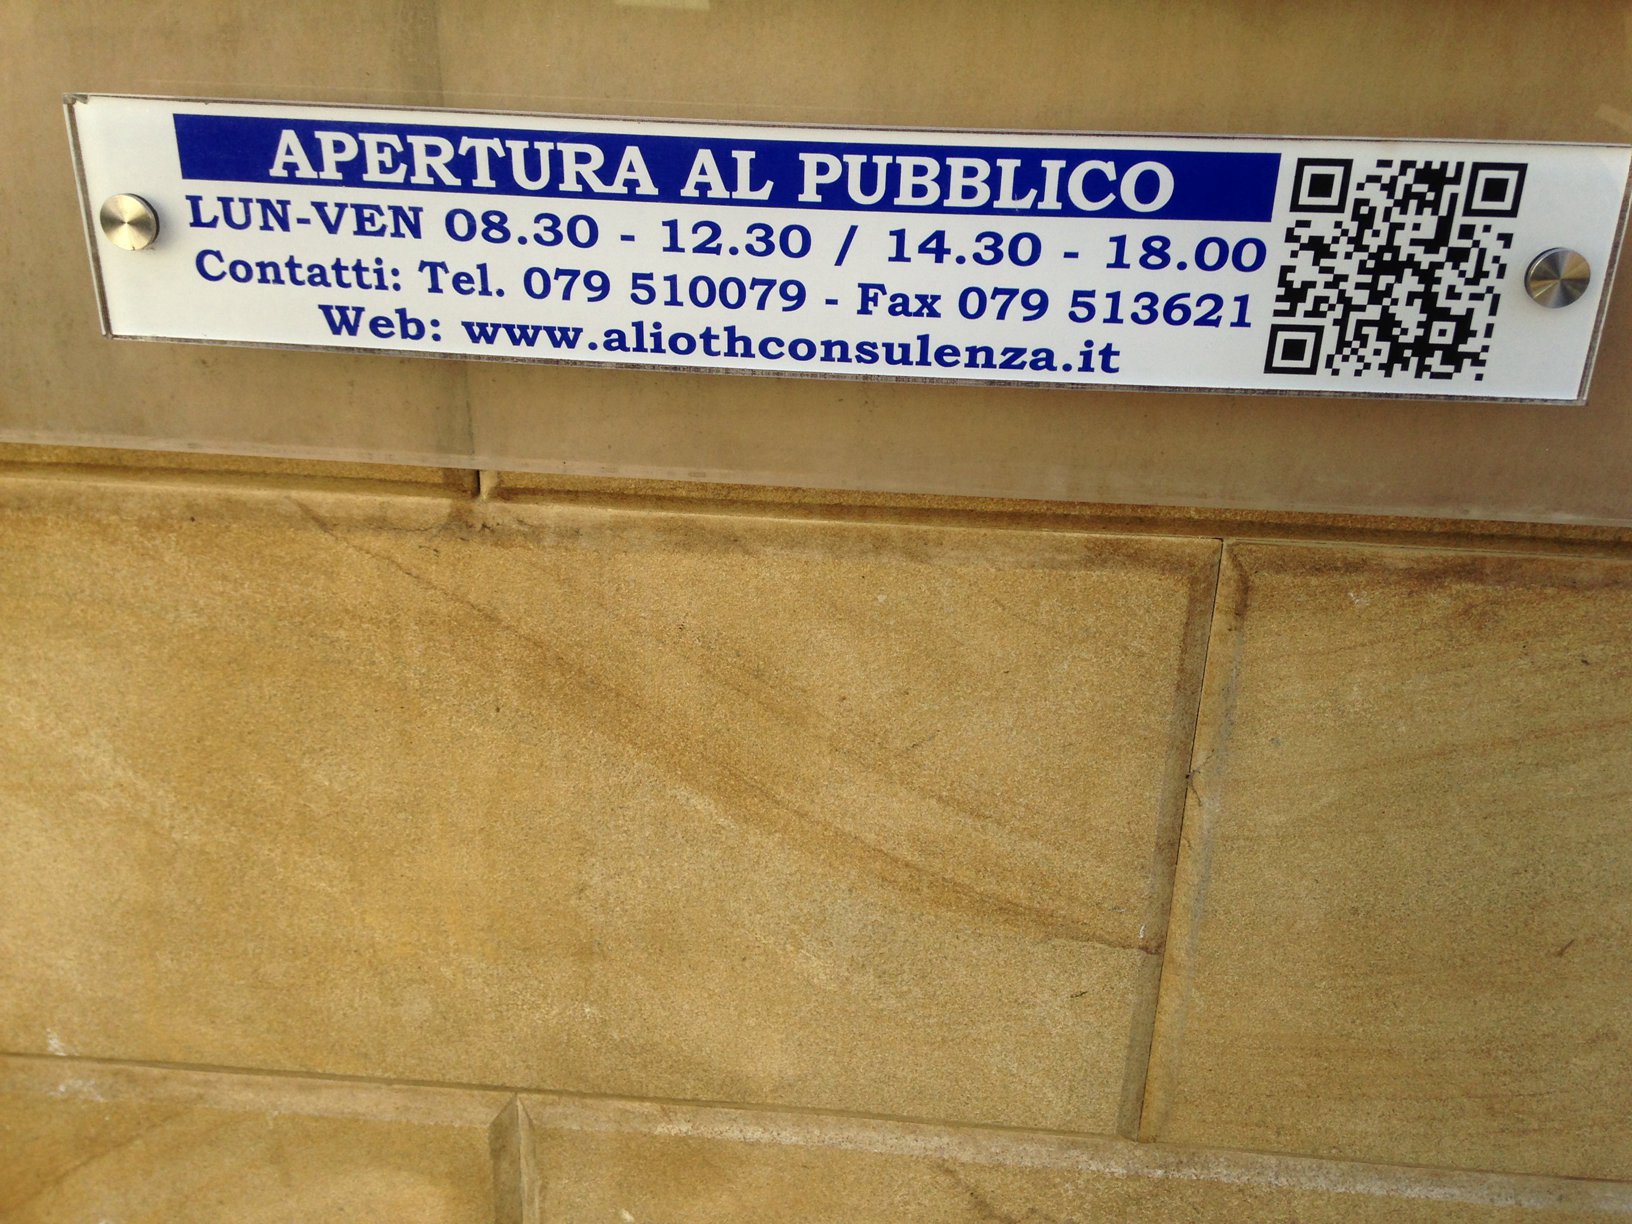 APERTURA AL PUBBLICO
LUN-VEN 08.30 - 12.30 / 14.30 - 18.00
Contatti: Tel. 079 510079 - Fax 079 513621
Web: www.aliothconsulenza.it